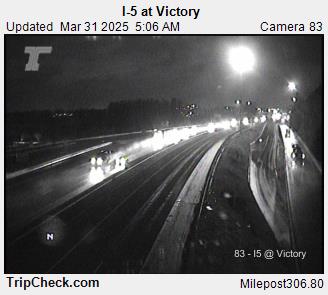 I-5 at Victory
Updated Mar 31 2025 5:06 AM Camera 83
T
N
83 - I5 @ Victory
TripCheck.com Milepost306.80